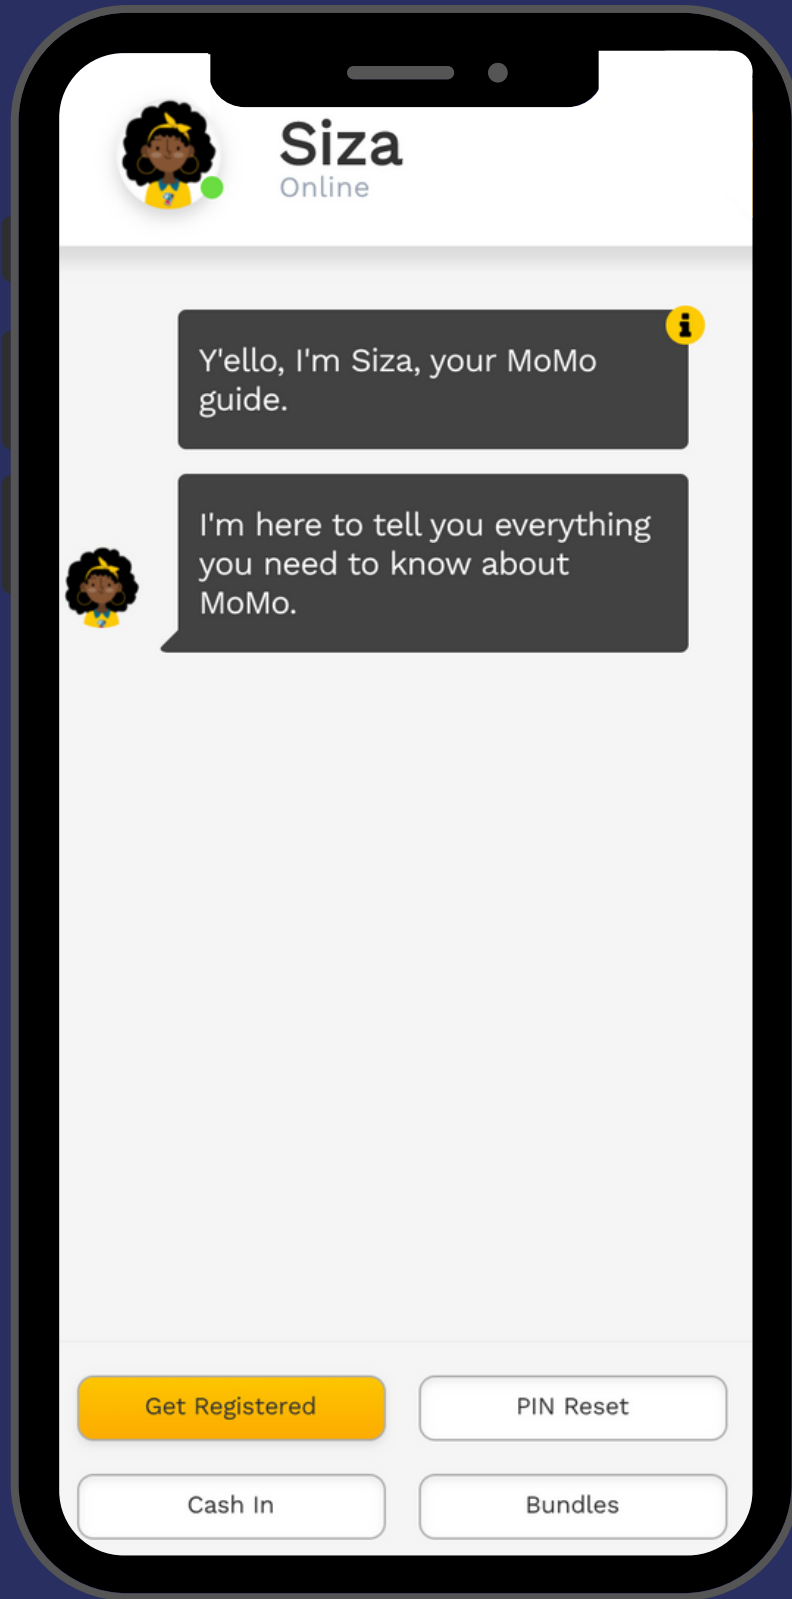 Siza
Online
Y'ello, I'm Siza, your MoMo
guide.
I'm here to tell you everything
you need to know about
MoMo.
Get Registered
PIN Reset
Cash In
Bundles